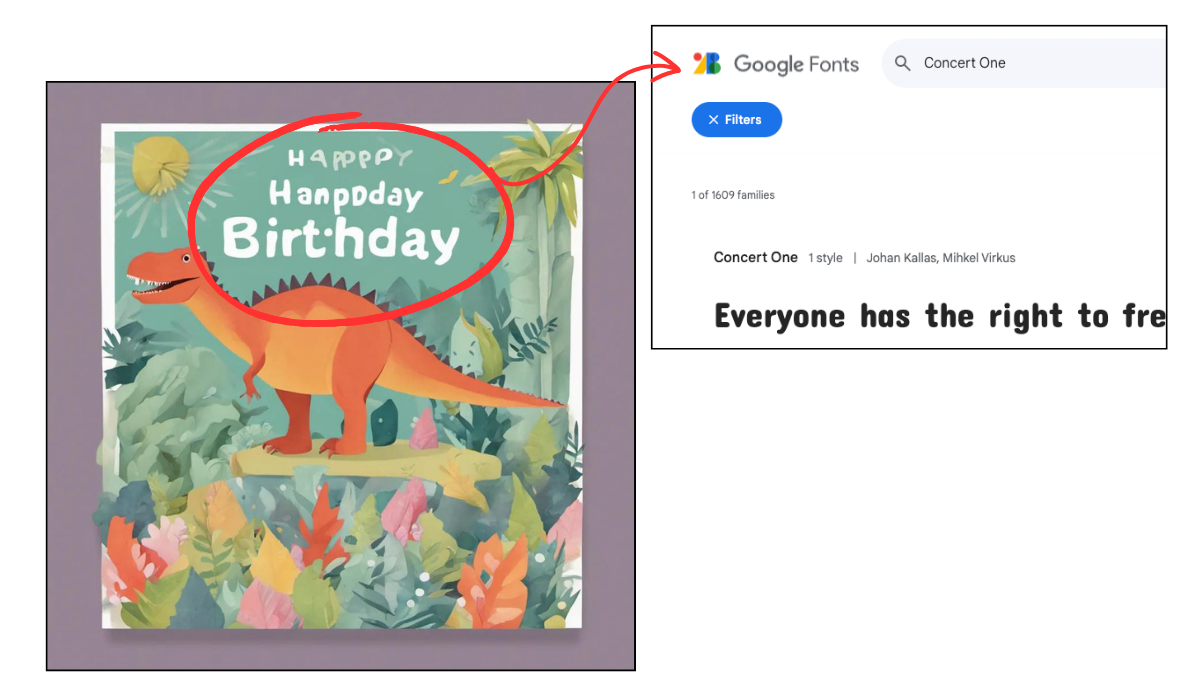 HAPPPY
Hanpdday
Birt·hday
Google Fonts
Concert One
× Filters
1 of 1609 families
Concert One 1 style | Johan Kallas, Mihkel Virkus
Everyone has the right to fre